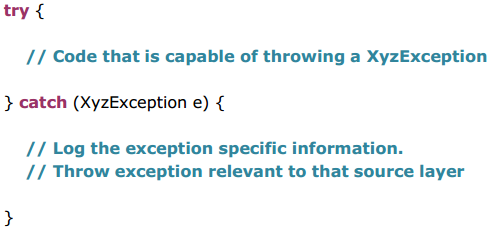 try {
// Code that is capable of throwing a XyzException
} catch (XyzException e) {
// Log the exception specific information.
// Throw exception relevant to that source layer
}